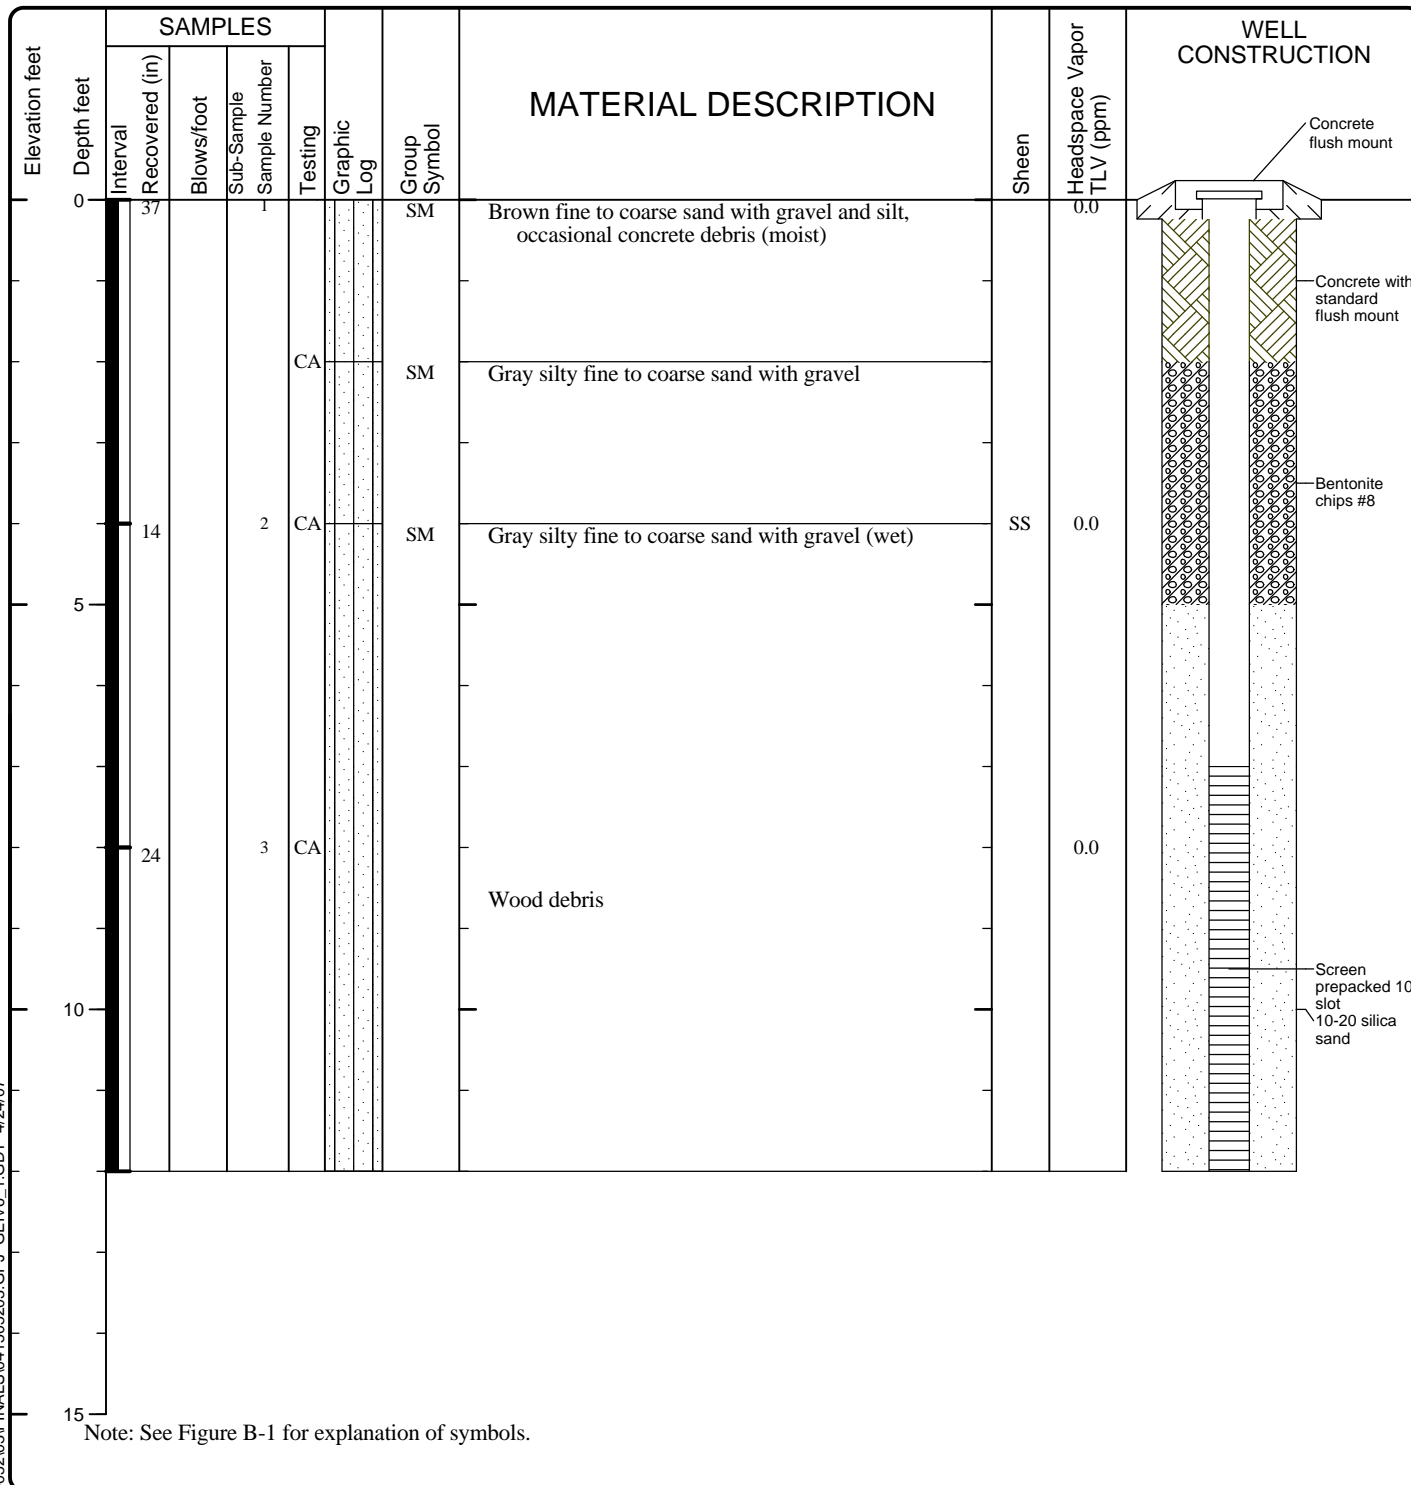 SAMPLES
Elevation feet
Depth feet
Interval
Recovered (in)
Blows/foot
Sub-Sample
Sample Number
Testing
Graphic
Log
Group
Symbol
MATERIAL DESCRIPTION
Sheen
Headspace Vapor
TLV (ppm)
WELL
CONSTRUCTION
Concrete
flush mount
0
37
1
SM
Brown fine to coarse sand with gravel and silt,
occasional concrete debris (moist)
0.0
Concrete with
standard
flush mount
CA
SM
Gray silty fine to coarse sand with gravel
Bentonite
chips #8
14
2
CA
SM
Gray silty fine to coarse sand with gravel (wet)
SS
0.0
5
24
3
CA
0.0
Wood debris
Screen
prepacked 10
slot
10-20 silica
sand
10
15
Note: See Figure B-1 for explanation of symbols.